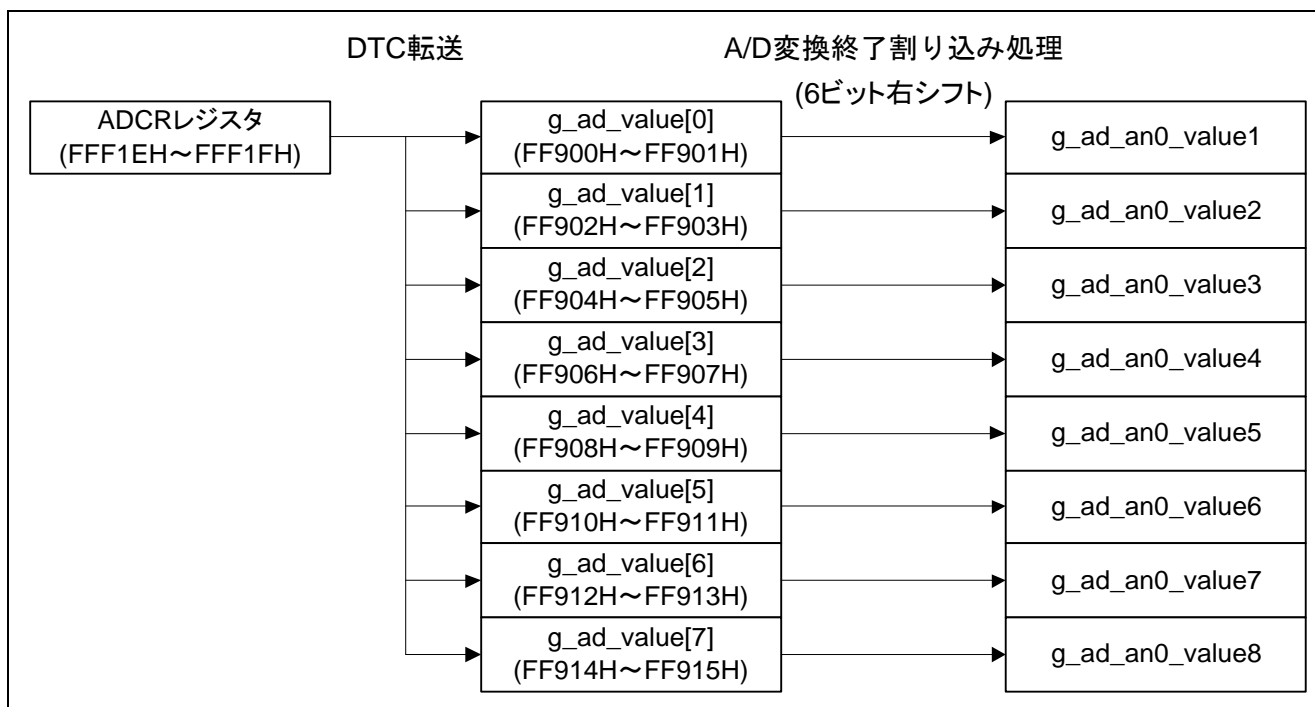 DTC転送
A/D変換終了割り込み処理
(6ビット右シフト)
ADCRレジスタ
(FFF1EH～FFF1FH)
g_ad_value[0]
(FF900H～FF901H)
g_ad_an0_value1
g_ad_value[1]
(FF902H～FF903H)
g_ad_an0_value2
g_ad_value[2]
(FF904H～FF905H)
g_ad_an0_value3
g_ad_value[3]
(FF906H～FF907H)
g_ad_an0_value4
g_ad_value[4]
(FF908H～FF909H)
g_ad_an0_value5
g_ad_value[5]
(FF910H～FF911H)
g_ad_an0_value6
g_ad_value[6]
(FF912H～FF913H)
g_ad_an0_value7
g_ad_value[7]
(FF914H～FF915H)
g_ad_an0_value8